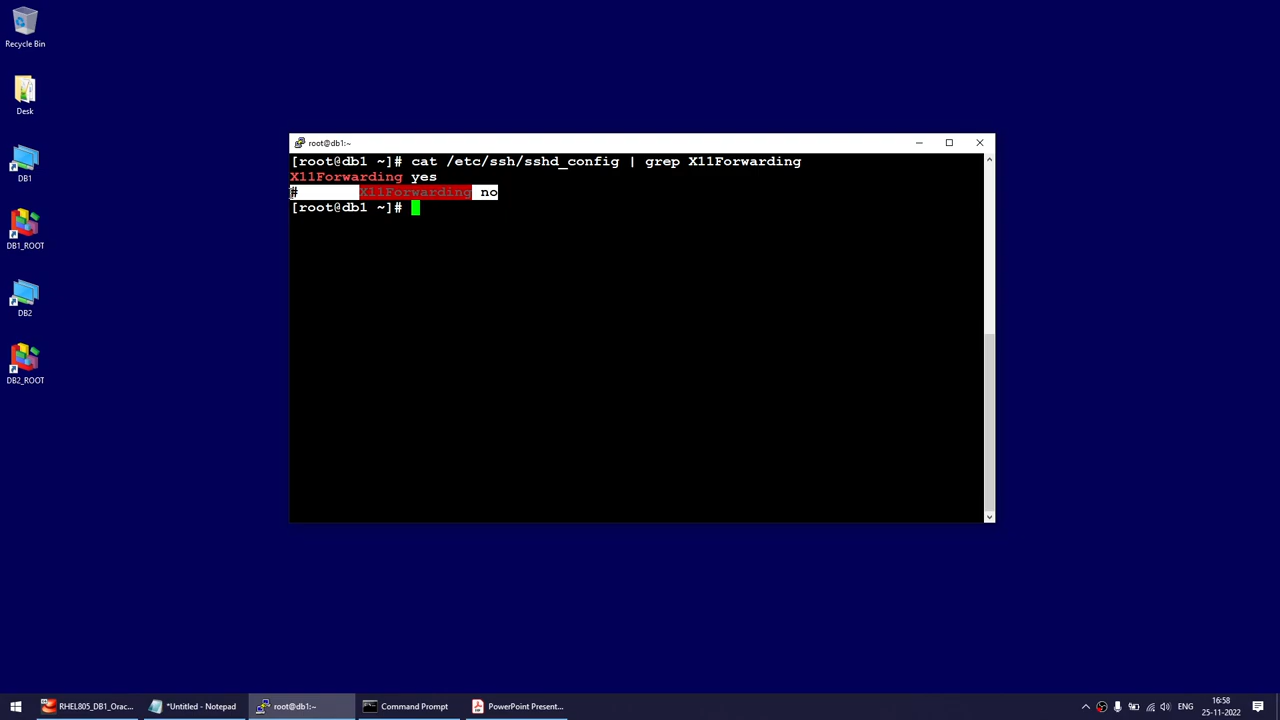 Recycle Bin
Desk
DB1
DB1_ROOT
DB2
DB2_ROOT
root@db1:~
[root@db1 ~]# cat /etc/ssh/sshd_config | grep X11Forwarding
X11Forwarding yes
#       X11Forwarding no
[root@db1 ~]#
RHEL805_DB1_Orac...
*Untitled - Notepad
root@db1:~
Command Prompt
PowerPoint Present...
ENG
16:58
25-11-2022